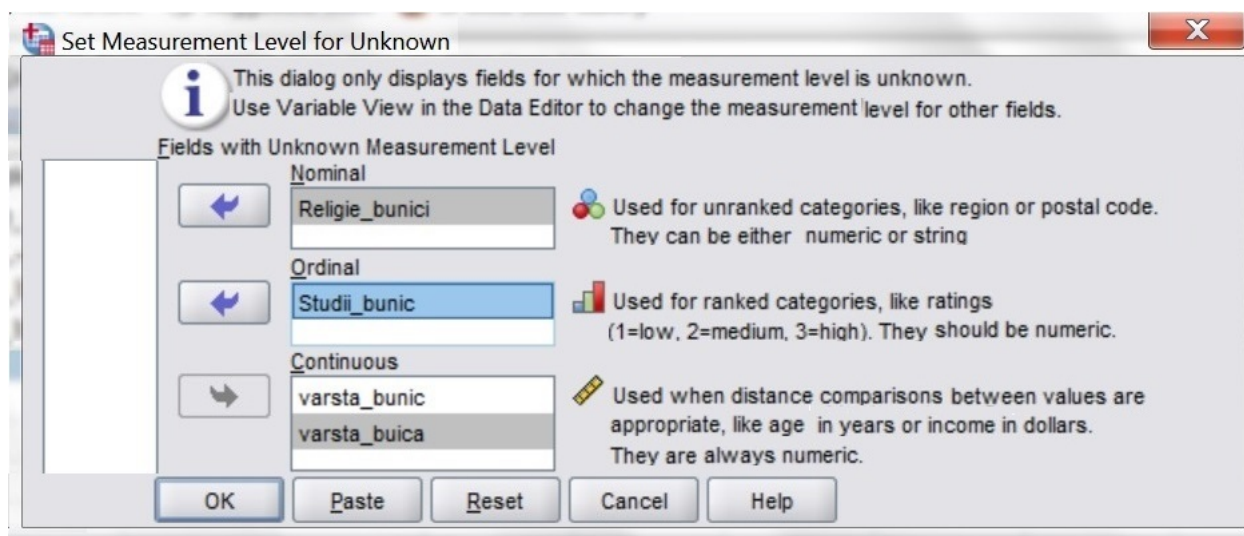 Set Measurement Level for Unknown
X
This dialog only displays fields for which the measurement level is unknown.
Use Variable View in the Data Editor to change the measurement level for other fields.
Fields with Unknown Measurement Level
Nominal
Religie_bunici
Used for unranked categories, like region or postal code.
They can be either numeric or string
Ordinal
Studii_bunic
Used for ranked categories, like ratings
(1=low, 2=medium, 3=high). They should be numeric.
Continuous
varsta_bunic
varsta_buica
Used when distance comparisons between values are
appropriate, like age in years or income in dollars.
They are always numeric.
OK
Paste
Reset
Cancel
Help